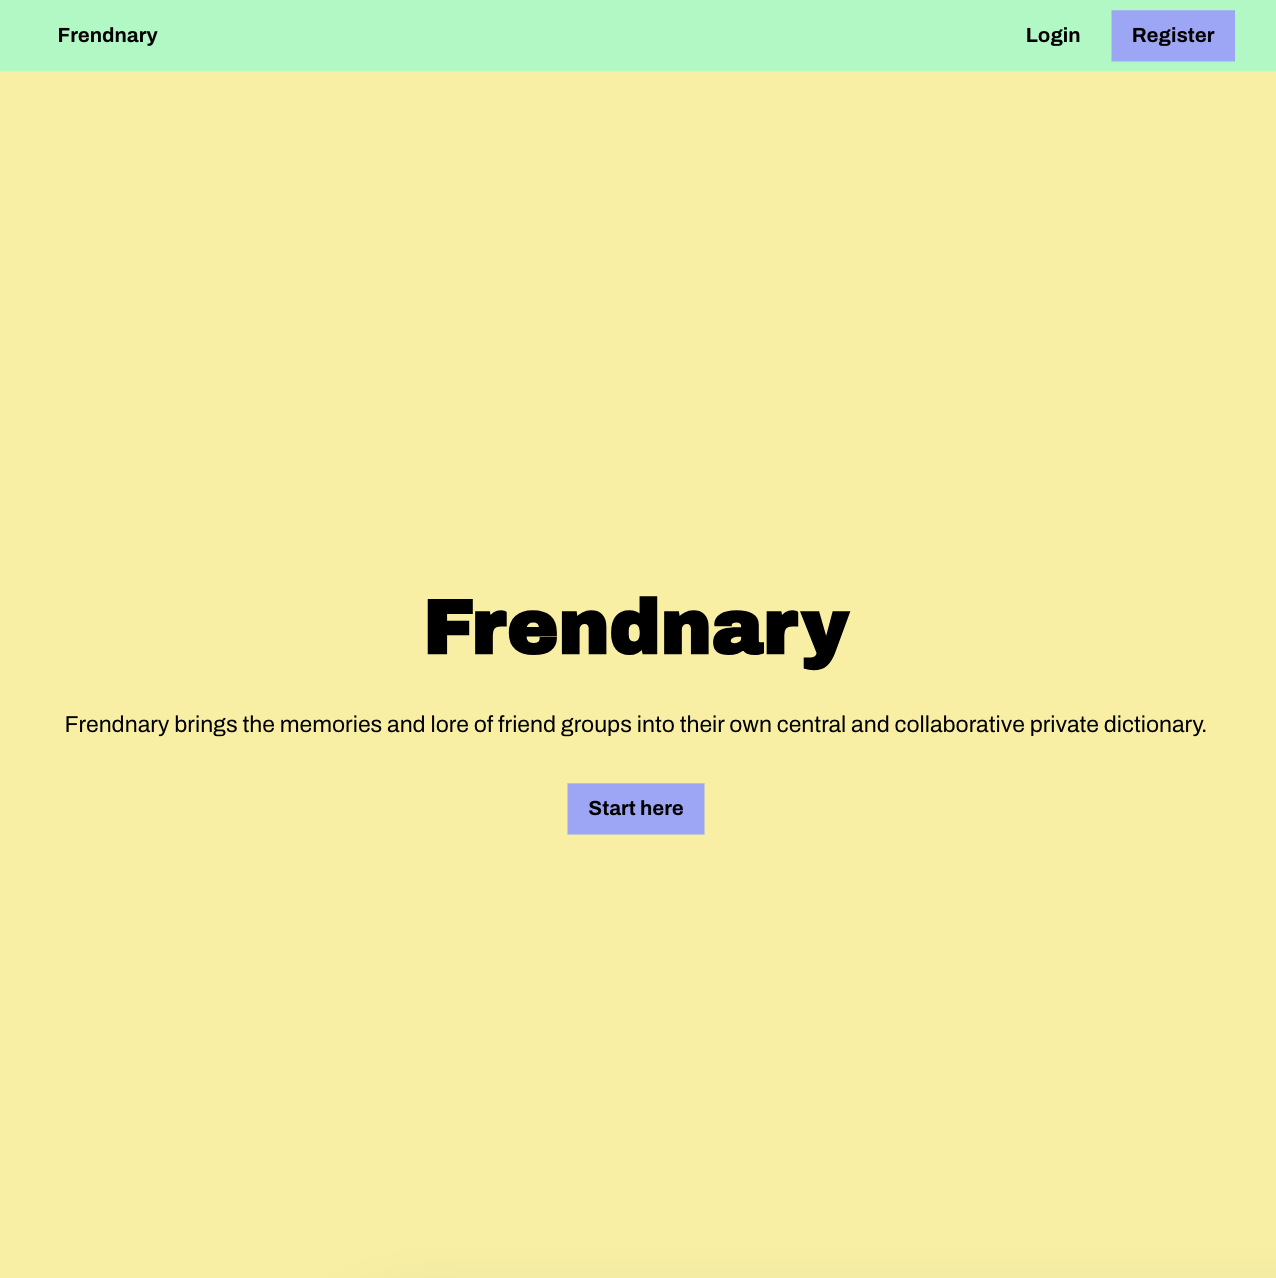 Frendnary
Login
Register
Frendnary
Frendnary brings the memories and lore of friend groups into their own central and collaborative private dictionary.
Start here